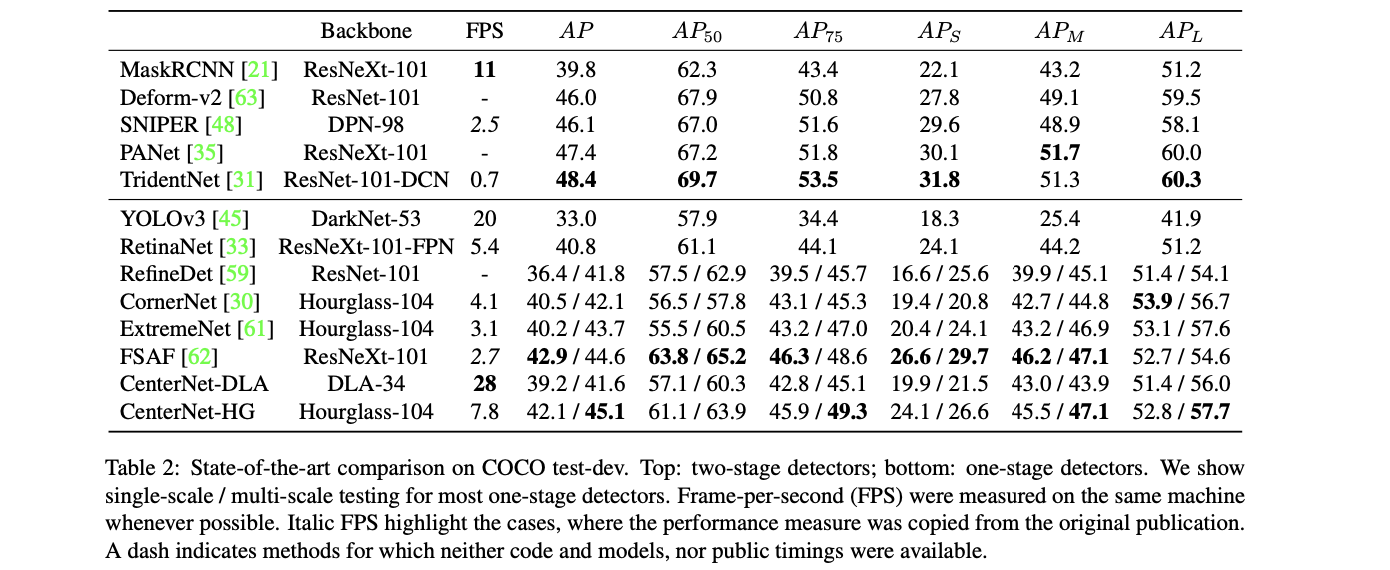 Backbone FPS AP AP50 AP75 APS APM APL
MaskRCNN [21] ResNeXt-101 11 39.8 62.3 43.4 22.1 43.2 51.2
Deform-v2 [63] ResNet-101 - 46.0 67.9 50.8 27.8 49.1 59.5
SNIPER [48] DPN-98 2.5 46.1 67.0 51.6 29.6 48.9 58.1
PANet [35] ResNeXt-101 - 47.4 67.2 51.8 30.1 51.7 60.0
TridentNet [31] ResNet-101-DCN 0.7 48.4 69.7 53.5 31.8 51.3 60.3
YOLOv3 [45] DarkNet-53 20 33.0 57.9 34.4 18.3 25.4 41.9
RetinaNet [33] ResNeXt-101-FPN 5.4 40.8 61.1 44.1 24.1 44.2 51.2
RefineDet [59] ResNet-101 - 36.4 / 41.8 57.5 / 62.9 39.5 / 45.7 16.6 / 25.6 39.9 / 45.1 51.4 / 54.1
CornerNet [30] Hourglass-104 4.1 40.5 / 42.1 56.5 / 57.8 43.1 / 45.3 19.4 / 20.8 42.7 / 44.8 53.9 / 56.7
ExtremeNet [61] Hourglass-104 3.1 40.2 / 43.7 55.5 / 60.5 43.2 / 47.0 20.4 / 24.1 43.2 / 46.9 53.1 / 57.6
FSAF [62] ResNeXt-101 2.7 42.9 / 44.6 63.8 / 65.2 46.3 / 48.6 26.6 / 29.7 46.2 / 47.1 52.7 / 54.6
CenterNet-DLA DLA-34 28 39.2 / 41.6 57.1 / 60.3 42.8 / 45.1 19.9 / 21.5 43.0 / 43.9 51.4 / 56.0
CenterNet-HG Hourglass-104 7.8 42.1 / 45.1 61.1 / 63.9 45.9 / 49.3 24.1 / 26.6 45.5 / 47.1 52.8 / 57.7
Table 2: State-of-the-art comparison on COCO test-dev. Top: two-stage detectors; bottom: one-stage detectors. We show
single-scale / multi-scale testing for most one-stage detectors. Frame-per-second (FPS) were measured on the same machine
whenever possible. Italic FPS highlight the cases, where the performance measure was copied from the original publication.
A dash indicates methods for which neither code and models, nor public timings were available.